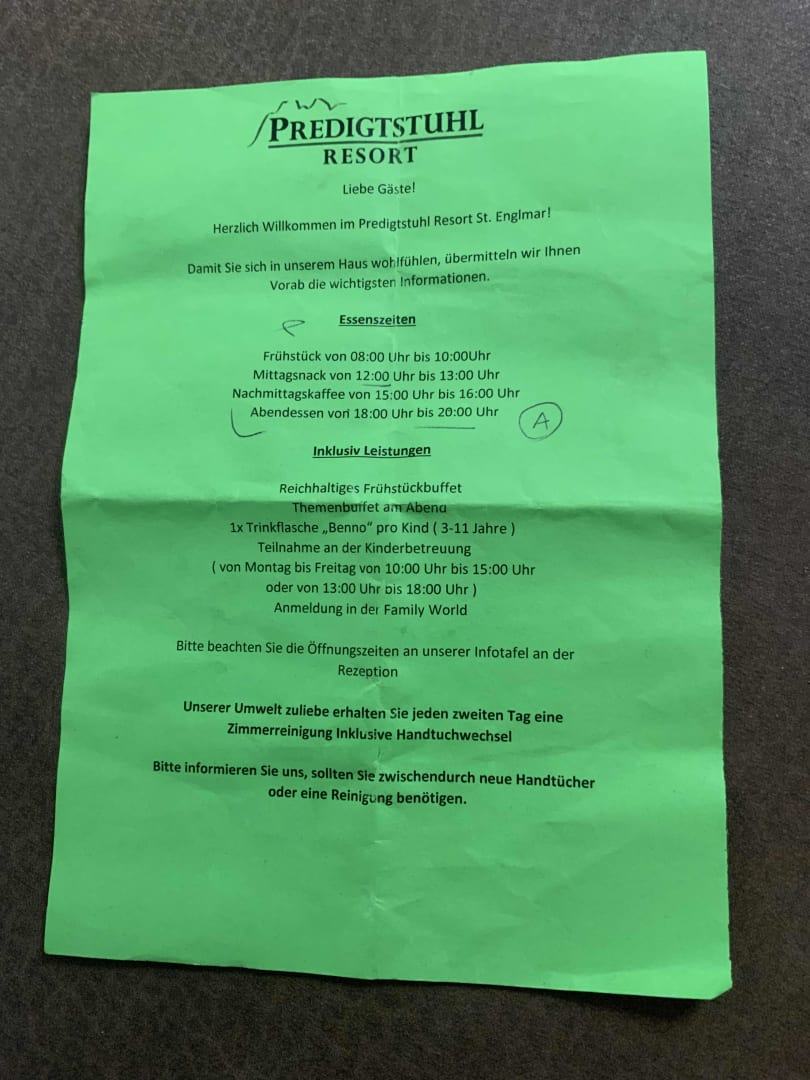 PREDIGTSTUHL
RESORT
Liebe Gäste!
Herzlich Willkommen im Predigtstuhl Resort St. Englmar!
Damit Sie sich in unserem Haus wohlfühlen, übermitteln wir Ihnen
Vorab die wichtigsten Informationen.
Essenszeiten
Frühstück von 08:00 Uhr bis 10:00Uhr
Mittagsnack von 12:00 Uhr bis 13:00 Uhr
Nachmittagskaffee von 15:00 Uhr bis 16:00 Uhr
Abendessen von 18:00 Uhr bis 20:00 Uhr
A
Inklusiv Leistungen
Reichhaltiges Frühstückbuffet
Themenbuffet am Abend
1x Trinkflasche „Benno“ pro Kind ( 3-11 Jahre )
Teilnahme an der Kinderbetreuung
( von Montag bis Freitag von 10:00 Uhr bis 15:00 Uhr
oder von 13:00 Uhr bis 18:00 Uhr )
Anmeldung in der Family World
Bitte beachten Sie die Öffnungszeiten an unserer Infotafel an der
Rezeption
Unserer Umwelt zuliebe erhalten Sie jeden zweiten Tag eine
Zimmerreinigung Inklusive Handtuchwechsel
Bitte informieren Sie uns, sollten Sie zwischendurch neue Handtücher
oder eine Reinigung benötigen.